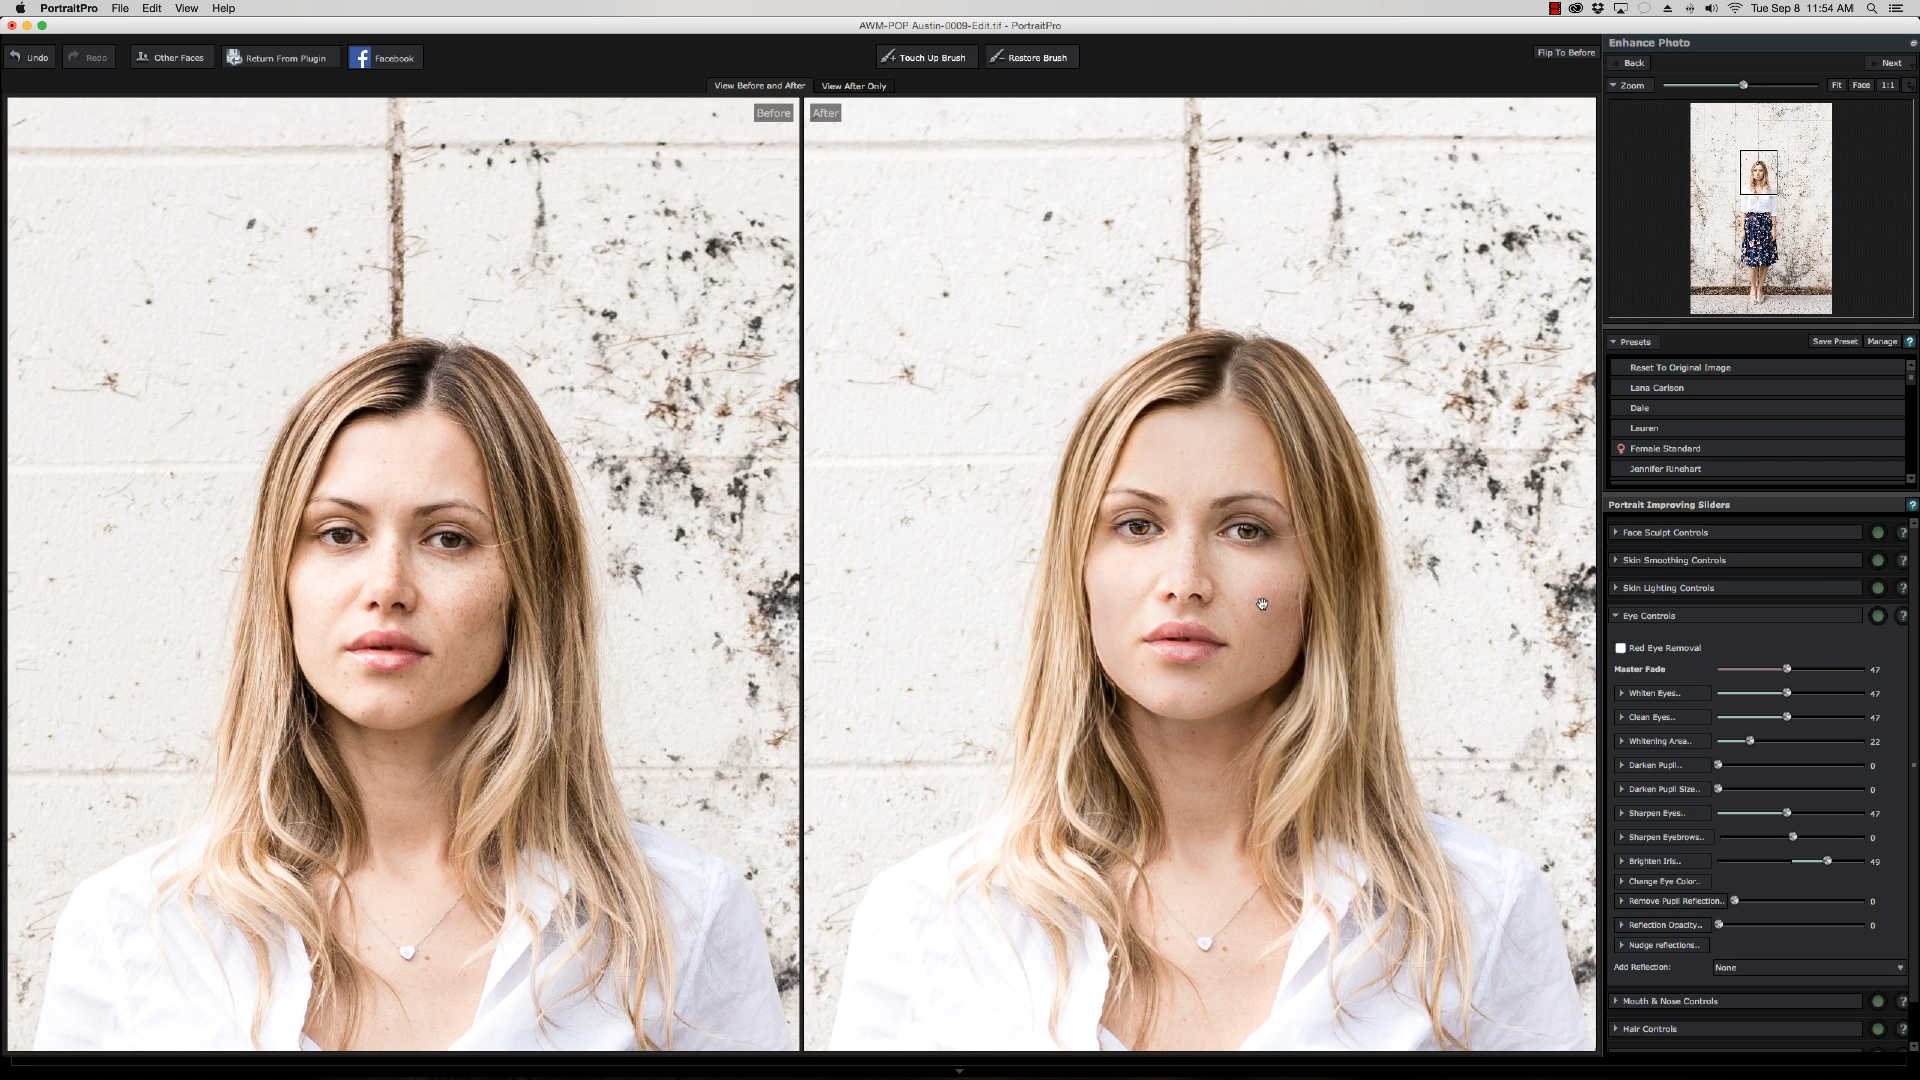 PortraitPro File Edit View Help Tue Sep 8 11:54 AM
AWM-POP Austin-0009-Edit.tif - PortraitPro
Undo Redo Other Faces Return From Plugin Facebook Touch Up Brush Restore Brush Flip To Before
View Before and After View After Only
Before After
Enhance Photo
Back Next
Zoom Fit Face 1:1
Presets Save Preset Manage ?
Reset To Original Image
Lana Carlson
Dale
Lauren
Female Standard
Jennifer Rinehart
Portrait Improving Sliders ?
Face Sculpt Controls ?
Skin Smoothing Controls ?
Skin Lighting Controls ?
Eye Controls ?
Red Eye Removal
Master Fade 47
Whiten Eyes.. 47
Clean Eyes.. 47
Whitening Area.. 22
Darken Pupil.. 0
Darken Pupil Size.. 0
Sharpen Eyes.. 47
Sharpen Eyebrows.. 0
Brighten Iris.. 49
Change Eye Color..
Remove Pupil Reflection.. 0
Reflection Opacity.. 0
Nudge reflections..
Add Reflection: None
Mouth & Nose Controls ?
Hair Controls ?